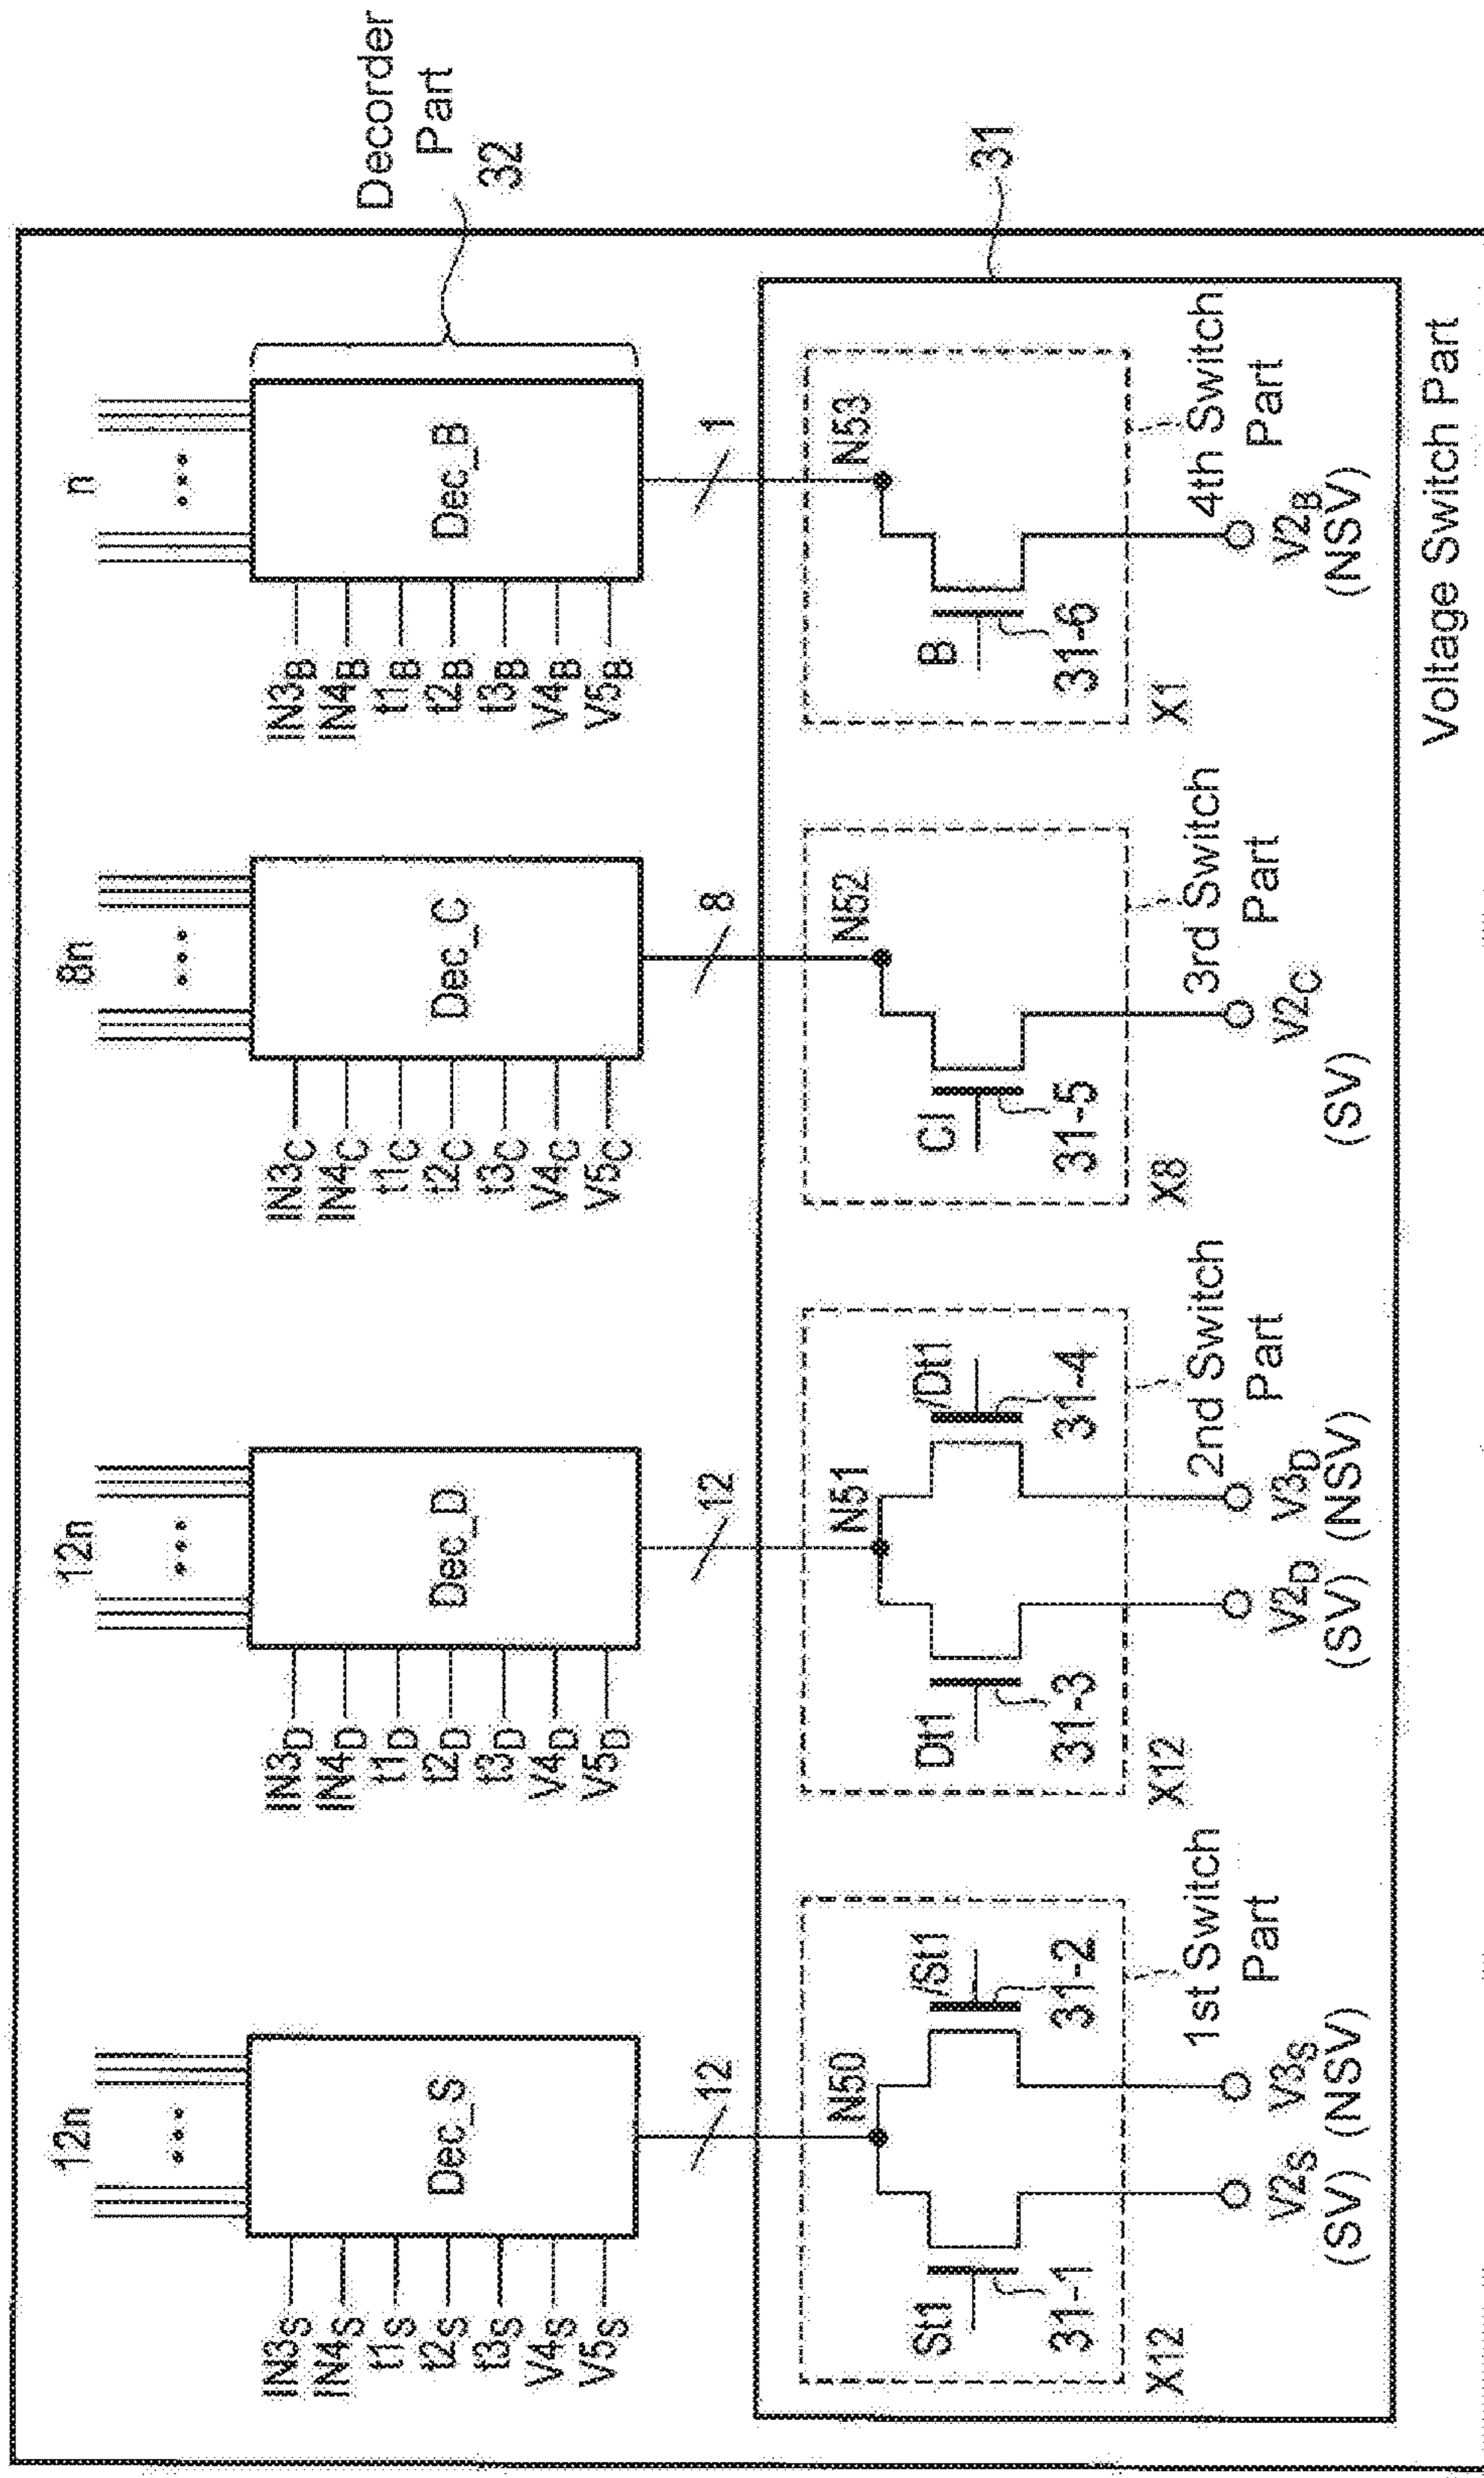 12n
12n
8n
n
IN3S
IN4S
t1S
t2S
t3S
V4S
V5S
Dec_S
IN3D
IN4D
t1D
t2D
t3D
V4D
V5D
Dec_D
IN3C
IN4C
t1C
t2C
t3C
V4C
V5C
Dec_C
IN3B
IN4B
t1B
t2B
t3B
V4B
V5B
Dec_B
Decorder
Part
32
12
12
8
1
31
N50
St1
/St1
31-1
31-2
X12
1st Switch
Part
V2S
(SV)
V3S
(NSV)
N51
Dt1
/Dt1
31-3
31-4
X12
2nd Switch
Part
V2D
(SV)
V3D
(NSV)
N52
Cl
31-5
X8
3rd Switch
Part
V2C
(SV)
N53
B
31-6
X1
4th Switch
Part
V2B
(NSV)
Voltage Switch Part